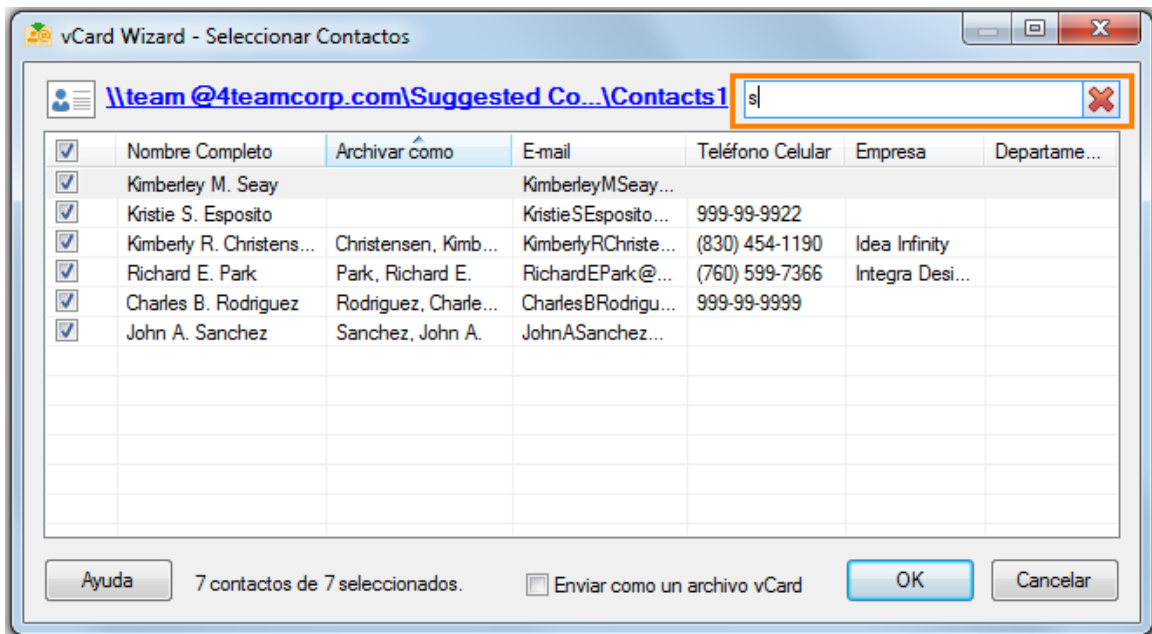 vCard Wizard - Seleccionar Contactos
\\team @4teamcorp.com\Suggested Co...\Contacts1 s
Nombre Completo Archivar como E-mail Teléfono Celular Empresa Departame...
Kimberley M. Seay KimberleyMSeay...
Kristie S. Esposito KristieSEsposito... 999-99-9922
Kimberly R. Christens... Christensen, Kimb... KimberlyRChriste... (830) 454-1190 Idea Infinity
Richard E. Park Park, Richard E. RichardEPark@... (760) 599-7366 Integra Desi...
Charles B. Rodriguez Rodriguez, Charle... CharlesBRodrigu... 999-99-9999
John A. Sanchez Sanchez, John A. JohnASanchez...
Ayuda 7 contactos de 7 seleccionados. Enviar como un archivo vCard OK Cancelar